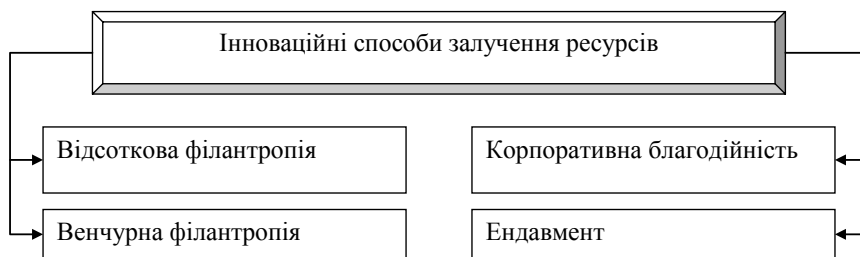 Інноваційні способи залучення ресурсів
Відсоткова філантропія
Корпоративна благодійність
Венчурна філантропія
Ендавмент